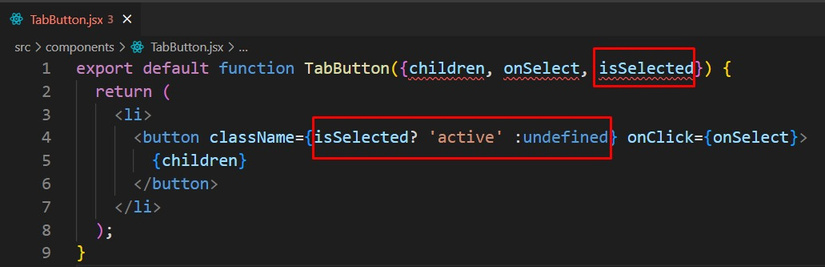 TabButton.jsx 3 ×
src > components > TabButton.jsx > ...
1 export default function TabButton({children, onSelect, isSelected}) {
2 return (
3 <li>
4 <button className={isSelected? 'active' :undefined} onClick={onSelect}>
5 {children}
6 </button>
7 </li>
8 );
9 }